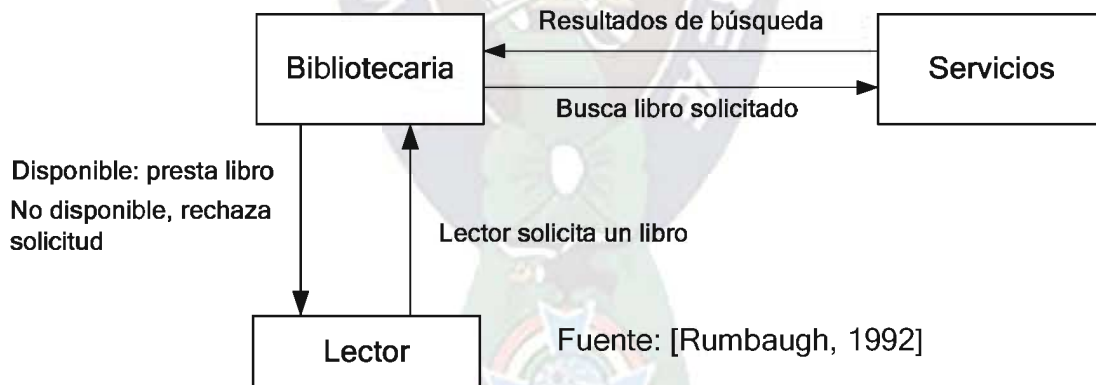 Resultados de búsqueda
Bibliotecaria
Servicios
Busca libro solicitado
Disponible: presta libro
No disponible, rechaza
solicitud
Lector solicita un libro
Lector
Fuente: [Rumbaugh, 1992]